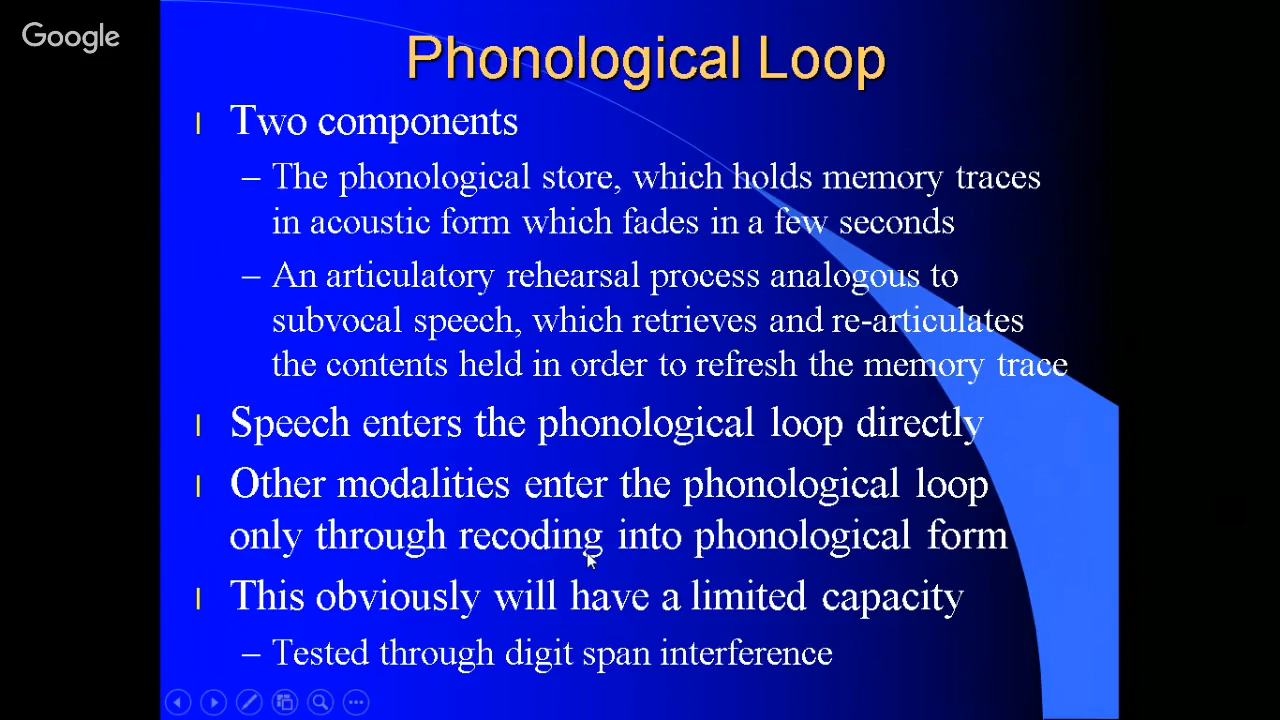 Google
Phonological Loop
Two components
– The phonological store, which holds memory traces
in acoustic form which fades in a few seconds
– An articulatory rehearsal process analogous to
subvocal speech, which retrieves and re-articulates
the contents held in order to refresh the memory trace
Speech enters the phonological loop directly
Other modalities enter the phonological loop
only through recoding into phonological form
This obviously will have a limited capacity
– Tested through digit span interference